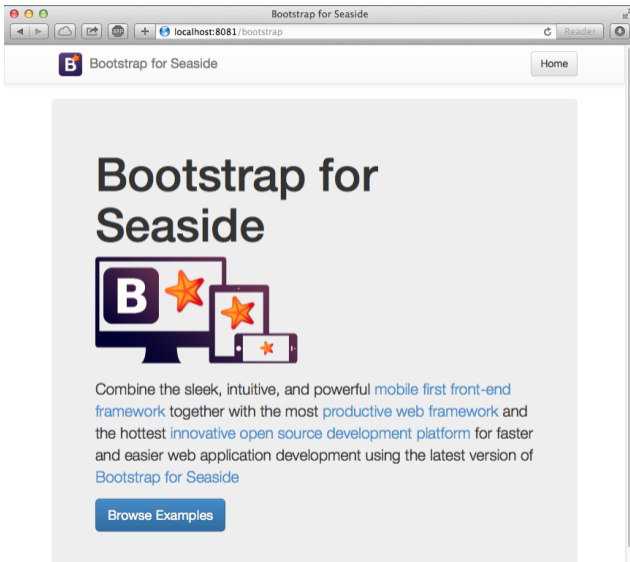 Bootstrap for Seaside
ABP
localhost:8081/bootstrap
Reader
B Bootstrap for Seaside
Home
Bootstrap for
Seaside
B
Combine the sleek, intuitive, and powerful mobile first front-end
framework together with the most productive web framework and
the hottest innovative open source development platform for faster
and easier web application development using the latest version of
Bootstrap for Seaside
Browse Examples